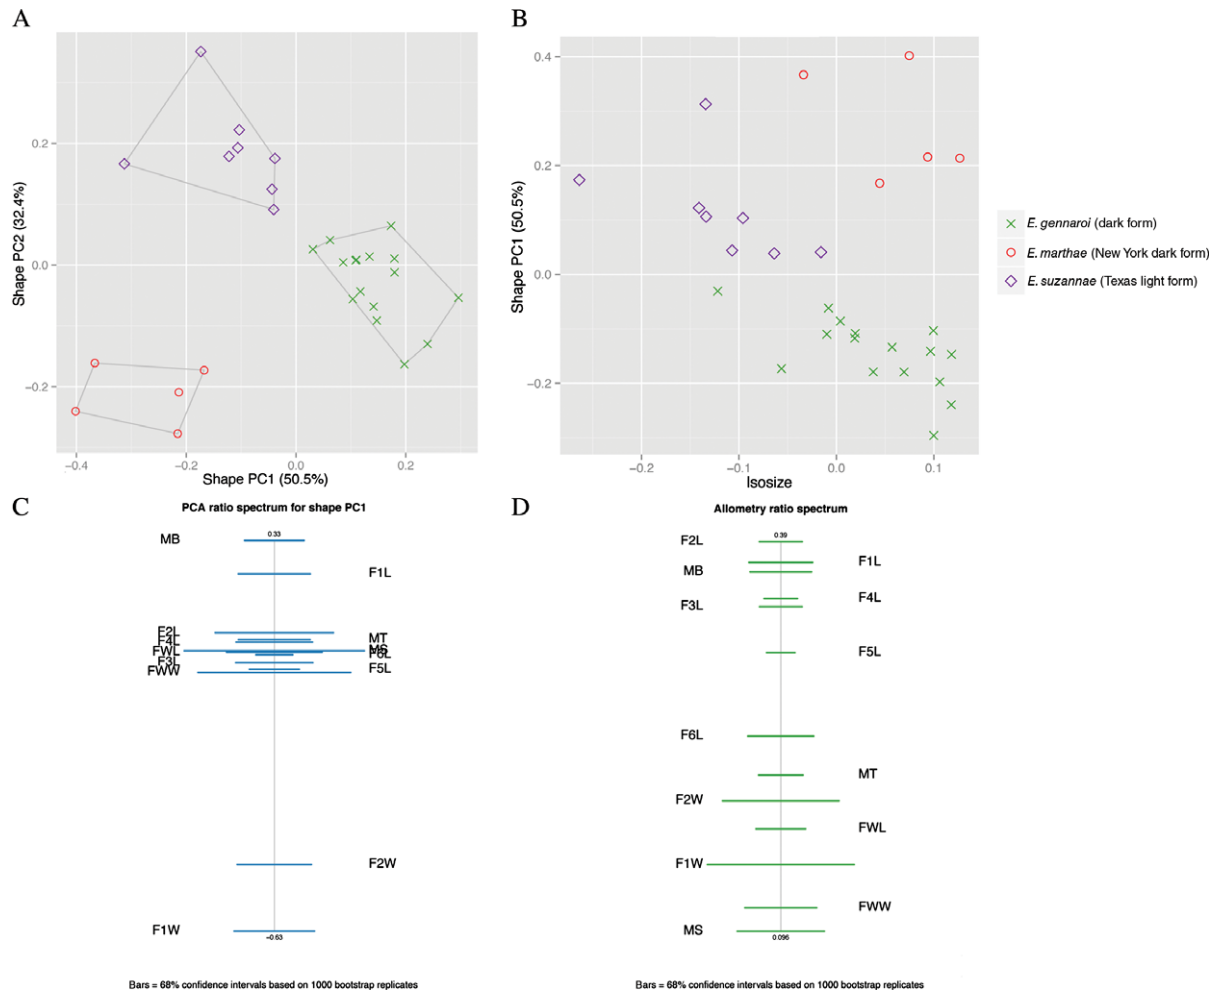 A
B
0.2
0.0
−0.2
Shape PC2 (32.4%)
−0.4
−0.2
0.0
0.2
Shape PC1 (50.5%)
0.4
0.2
0.0
−0.2
Shape PC1 (50.5%)
−0.2
−0.1
0.0
0.1
Isosize
E. gennaroi (dark form)
E. marthae (New York dark form)
E. suzannae (Texas light form)
C
PCA ratio spectrum for shape PC1
0.33
MB
F1L
F2L
MT
F4L
MS
FWL
F6L
F3L
F5L
FWW
F2W
F1W
−0.63
Bars = 68% confidence intervals based on 1000 bootstrap replicates
D
Allometry ratio spectrum
0.39
F2L
F1L
MB
F4L
F3L
F5L
F6L
MT
F2W
FWL
F1W
FWW
MS
0.096
Bars = 68% confidence intervals based on 1000 bootstrap replicates